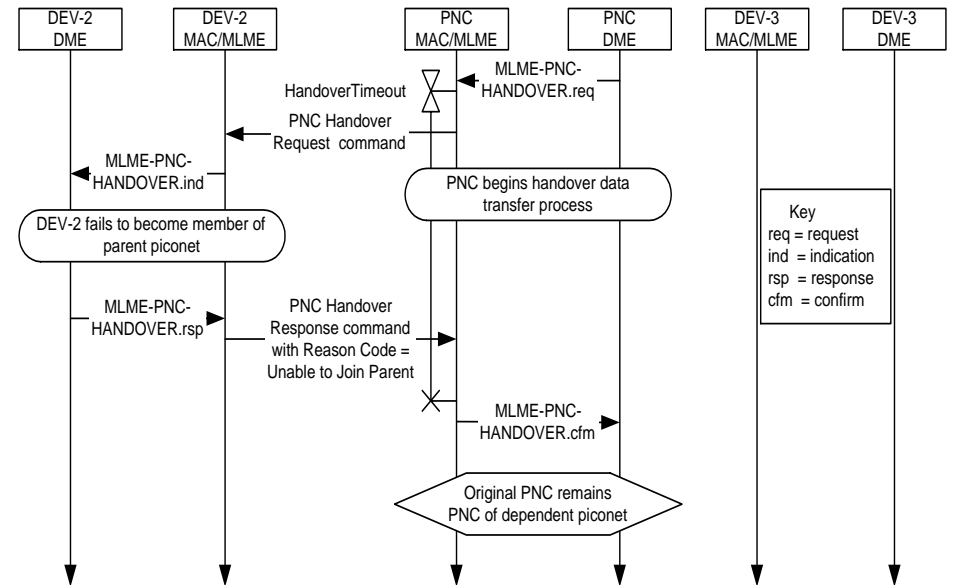 DEV-2
DME
DEV-2
MAC/MLME
PNC
MAC/MLME
PNC
DME
DEV-3
MAC/MLME
DEV-3
DME
MLME-PNC-
HANDOVER.req
HandoverTimeout
PNC Handover
Request command
MLME-PNC-
HANDOVER.ind
PNC begins handover data
transfer process
DEV-2 fails to become member of
parent piconet
Key
req = request
ind = indication
rsp = response
cfm = confirm
MLME-PNC-
HANDOVER.rsp
PNC Handover
Response command
with Reason Code =
Unable to Join Parent
MLME-PNC-
HANDOVER.cfm
Original PNC remains
PNC of dependent piconet